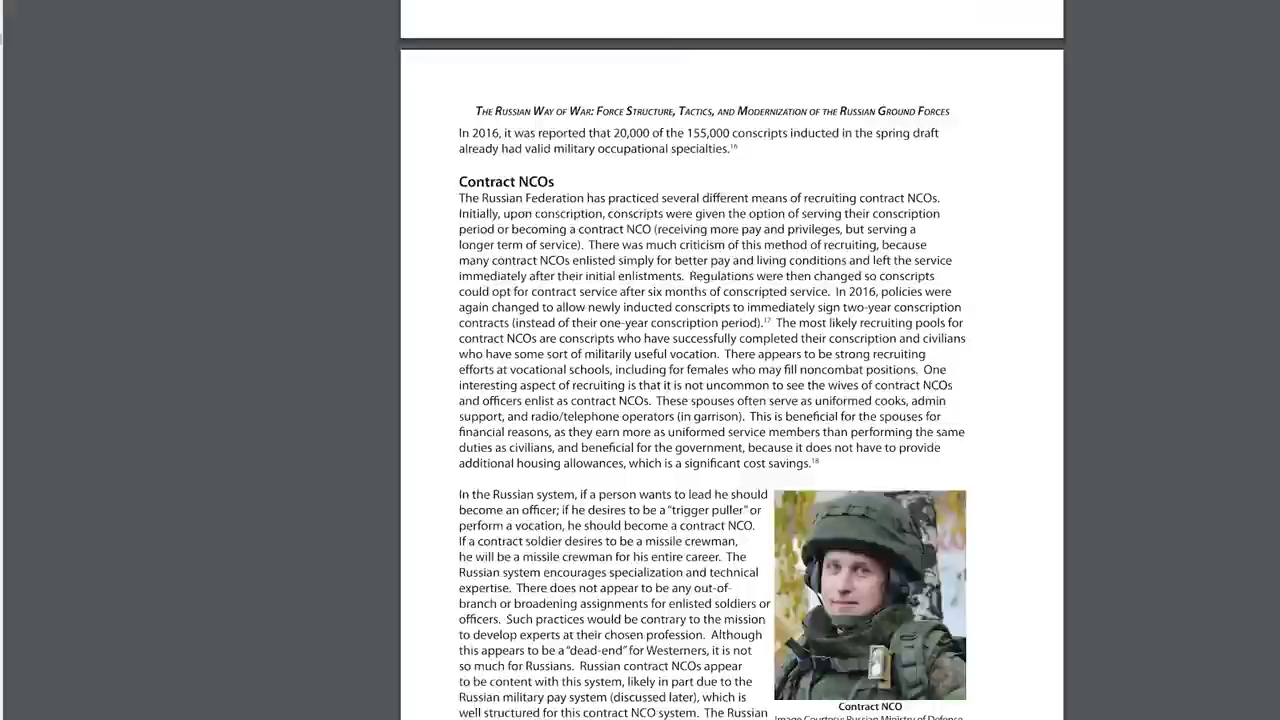 THE RUSSIAN WAY OF WAR: FORCE STRUCTURE, TACTICS, AND MODERNIZATION OF THE RUSSIAN GROUND FORCES
In 2016, it was reported that 20,000 of the 155,000 conscripts inducted in the spring draft
already had valid military occupational specialties.16
Contract NCOs
The Russian Federation has practiced several different means of recruiting contract NCOs.
Initially, upon conscription, conscripts were given the option of serving their conscription
period or becoming a contract NCO (receiving more pay and privileges, but serving a
longer term of service).  There was much criticism of this method of recruiting, because
many contract NCOs enlisted simply for better pay and living conditions and left the service
immediately after their initial enlistments.  Regulations were then changed so conscripts
could opt for contract service after six months of conscripted service.  In 2016, policies were
again changed to allow newly inducted conscripts to immediately sign two-year conscription
contracts (instead of their one-year conscription period).17  The most likely recruiting pools for
contract NCOs are conscripts who have successfully completed their conscription and civilians
who have some sort of militarily useful vocation.  There appears to be strong recruiting
efforts at vocational schools, including for females who may fill noncombat positions.  One
interesting aspect of recruiting is that it is not uncommon to see the wives of contract NCOs
and officers enlist as contract NCOs.  These spouses often serve as uniformed cooks, admin
support, and radio/telephone operators (in garrison).  This is beneficial for the spouses for
financial reasons, as they earn more as uniformed service members than performing the same
duties as civilians, and beneficial for the government, because it does not have to provide
additional housing allowances, which is a significant cost savings.18
In the Russian system, if a person wants to lead he should
become an officer; if he desires to be a "trigger puller" or
perform a vocation, he should become a contract NCO.
If a contract soldier desires to be a missile crewman,
he will be a missile crewman for his entire career.  The
Russian system encourages specialization and technical
expertise.  There does not appear to be any out-of-
branch or broadening assignments for enlisted soldiers or
officers.  Such practices would be contrary to the mission
to develop experts at their chosen profession.  Although
this appears to be a "dead-end" for Westerners, it is not
so much for Russians.  Russian contract NCOs appear
to be content with this system, likely in part due to the
Russian military pay system (discussed later), which is
well structured for this contract NCO system.  The Russian
Contract NCO
Image Courtesy: Russian Ministry of Defence